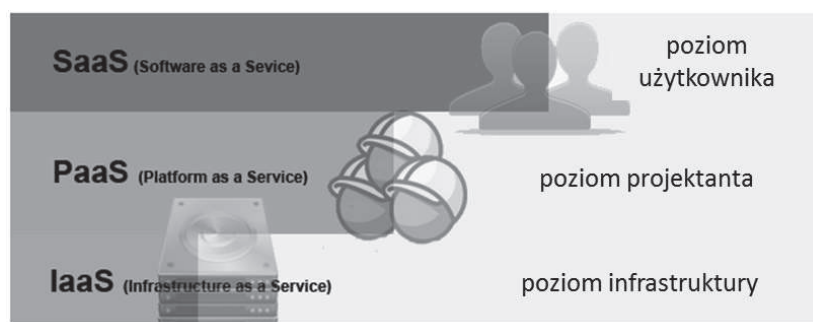 SaaS (Software as a Sevice)
poziom
użytkownika
PaaS (Platform as a Service)
poziom projektanta
IaaS (Infrastructure as a Service)
poziom infrastruktury